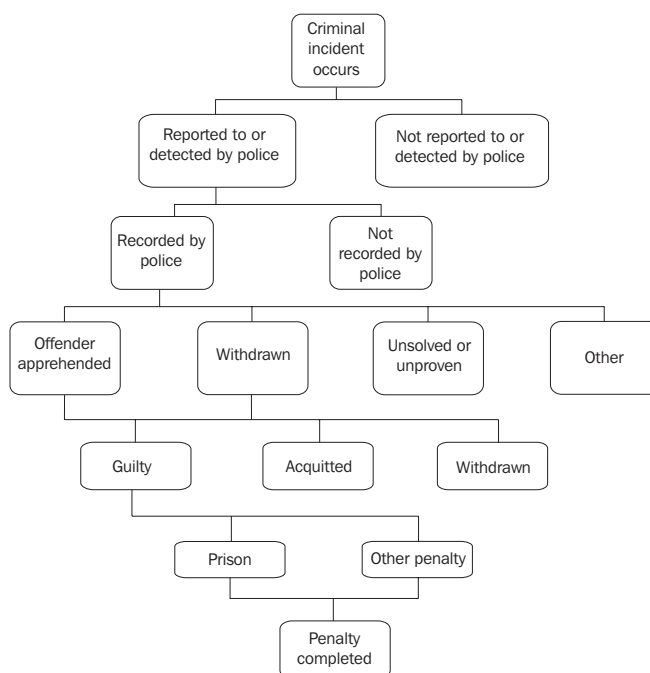 Criminal
incident
occurs
Reported to or
detected by police
Not reported to or
detected by police
Recorded by
police
Not
recorded by
police
Offender
apprehended
Withdrawn
Unsolved or
unproven
Other
Guilty
Acquitted
Withdrawn
Prison
Other penalty
Penalty
completed